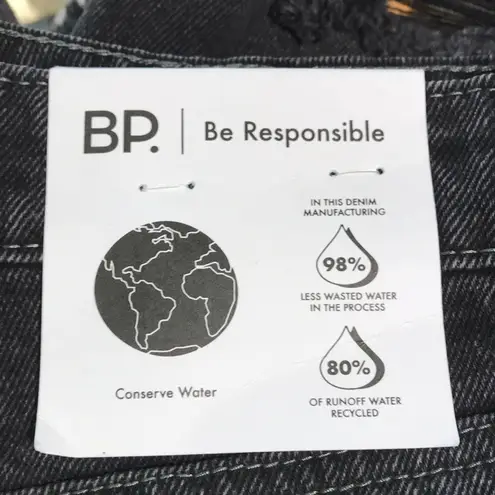 BP. | Be Responsible
Conserve Water
IN THIS DENIM
MANUFACTURING
98%
LESS WASTED WATER
IN THE PROCESS
80%
OF RUNOFF WATER
RECYCLED